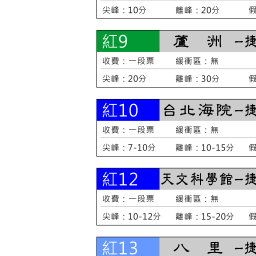 尖峰：10分 離峰：20分 假
紅9 蘆洲－捷
收費：一段票 緩衝區：無
尖峰：20分 離峰：30分 假
紅10 台北海院－捷
收費：一段票 緩衝區：無
尖峰：7-10分 離峰：10-15分 假
紅12 天文科學館－捷
收費：一段票 緩衝區：無
尖峰：10-12分 離峰：15-20分 假
紅13 八里－捷